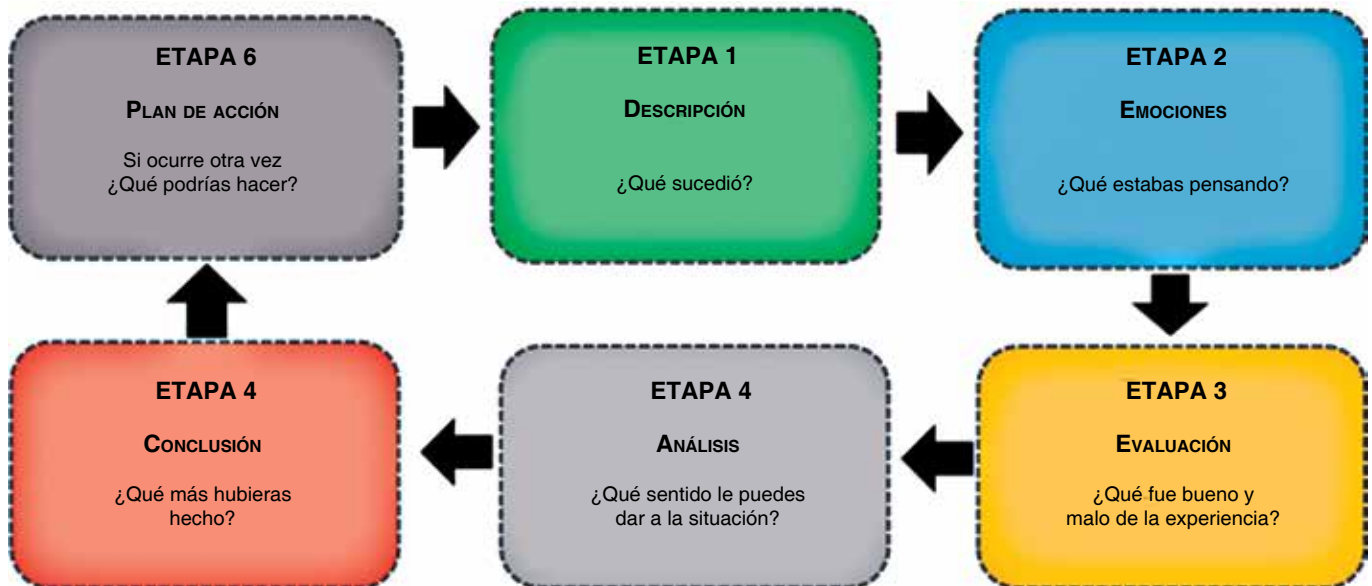 ETAPA 6
PLAN DE ACCIÓN
Si ocurre otra vez
¿Qué podrías hacer?
ETAPA 1
DESCRIPCIÓN
¿Qué sucedió?
ETAPA 2
EMOCIONES
¿Qué estabas pensando?
ETAPA 4
CONCLUSIÓN
¿Qué más hubieras
hecho?
ETAPA 4
ANÁLISIS
¿Qué sentido le puedes
dar a la situación?
ETAPA 3
EVALUACIÓN
¿Qué fue bueno y
malo de la experiencia?